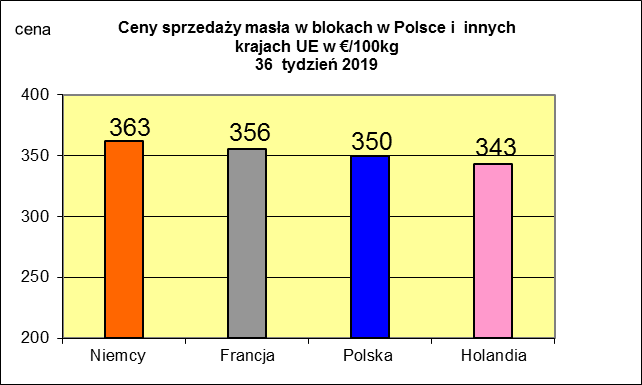 cena
Ceny sprzedaży masła w blokach w Polsce i innych
krajach UE w €/100kg
36 tydzień 2019
400
350
300
250
200
363
356
350
343
Niemcy
Francja
Polska
Holandia